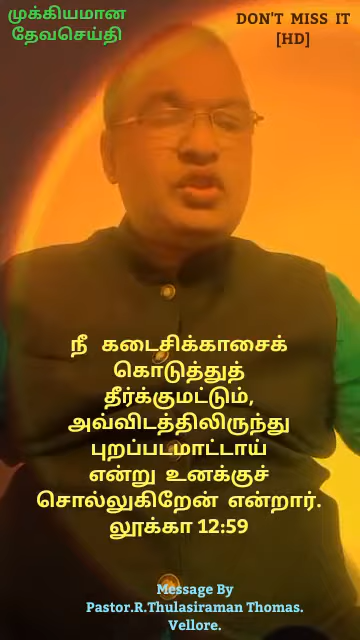 முக்கியமான
தேவசெய்தி
DON'T MISS IT
[HD]
நீ கடைசிக்காசைக்
கொடுத்துத்
தீர்க்குமட்டும்,
அவ்விடத்திலிருந்து
புறப்படமாட்டாய்
என்று உனக்குச்
சொல்லுகிறேன் என்றார்.
லூக்கா 12:59
Message By
Pastor.R.Thulasiraman Thomas.
Vellore.